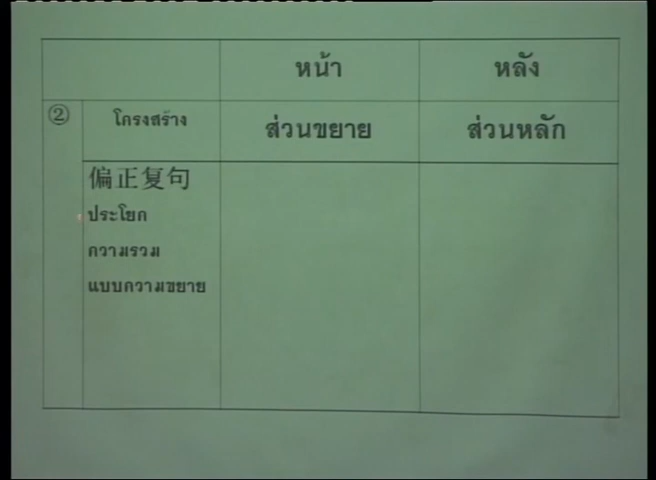 หน้า หลัง
② โครงสร้าง ส่วนขยาย ส่วนหลัก
偏正复句
ประโยค
ความรวม
แบบความขยาย